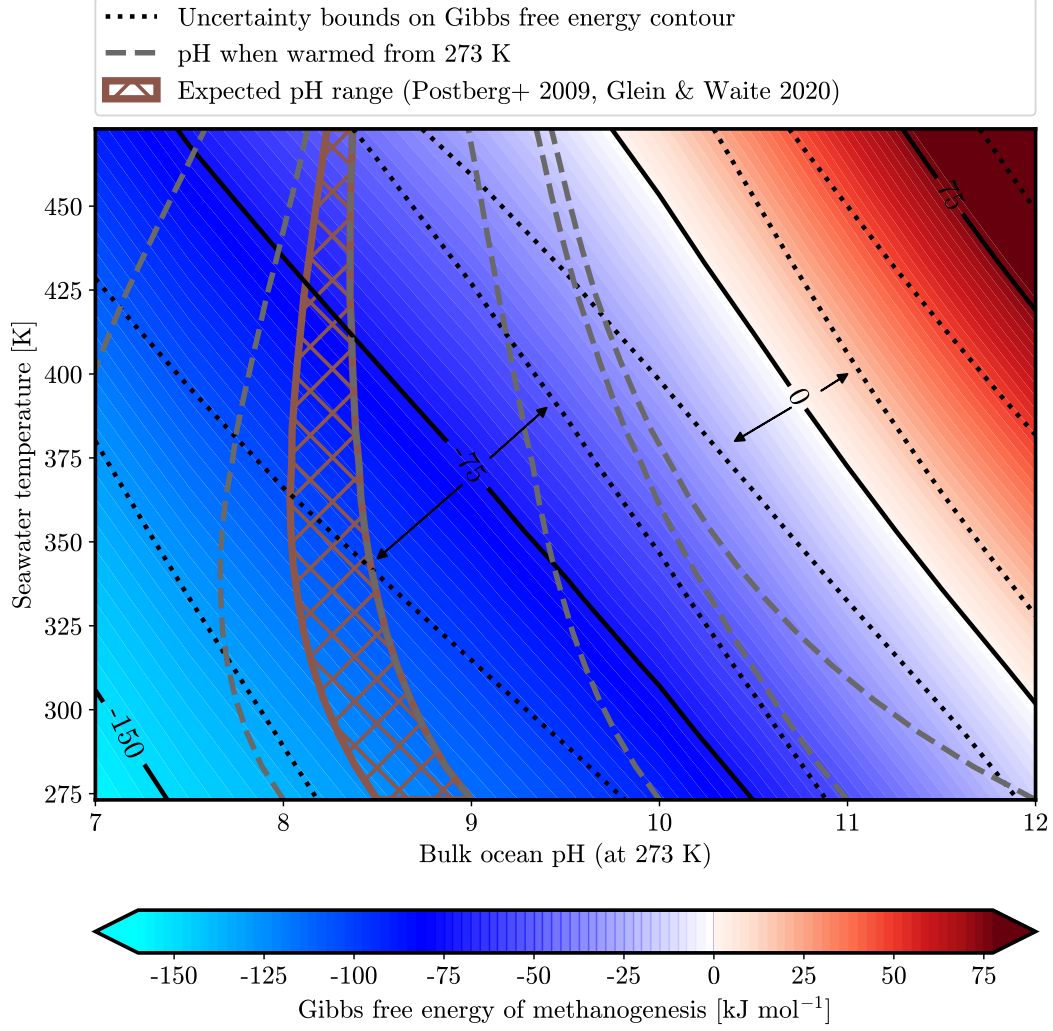 Uncertainty bounds on Gibbs free energy contour
pH when warmed from 273 K
Expected pH range (Postberg+ 2009, Glein & Waite 2020)
450
425
400
375
350
325
300
275
Seawater temperature [K]
75
0
-75
-150
7 8 9 10 11 12
Bulk ocean pH (at 273 K)
-150 -125 -100 -75 -50 -25 0 25 50 75
Gibbs free energy of methanogenesis [kJ mol⁻¹]